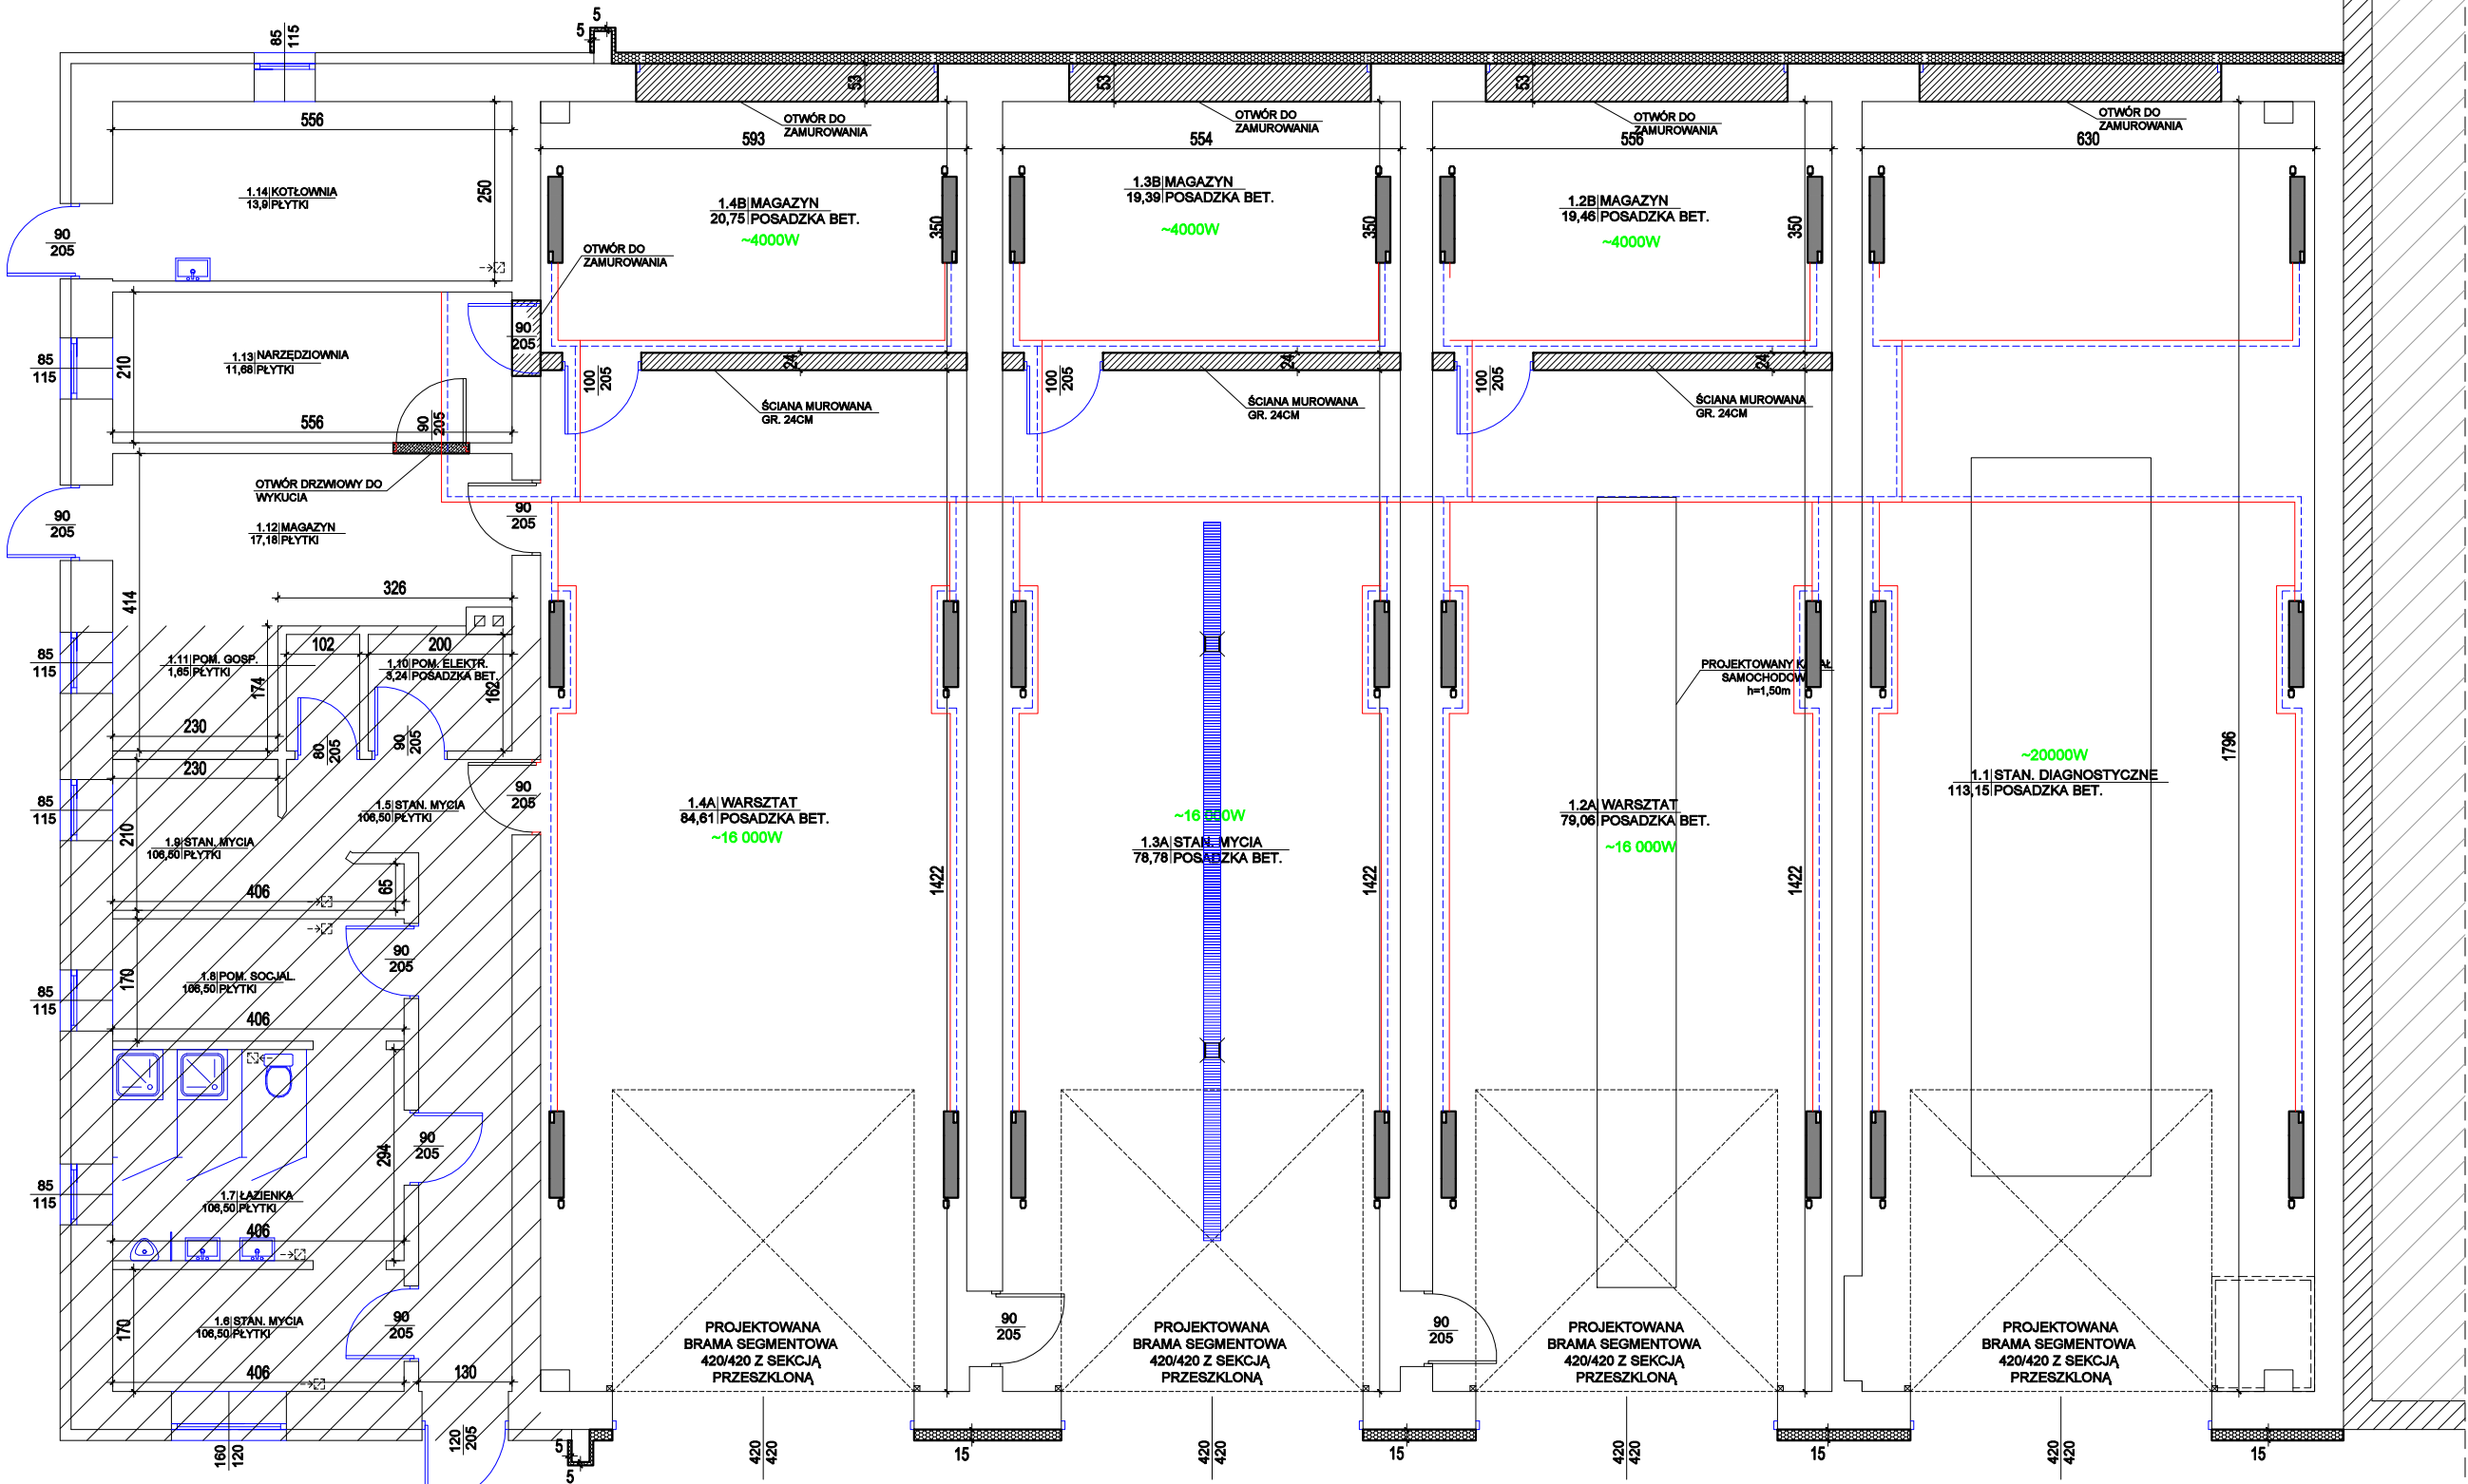 5
5
85
115
53
53
53
OTWÓR DO
ZAMUROWANIA
OTWÓR DO
ZAMUROWANIA
OTWÓR DO
ZAMUROWANIA
OTWÓR DO
ZAMUROWANIA
556
593
554
556
630
1.14 KOTŁOWNIA
13,9 PŁYTKI
250
1.4B MAGAZYN
20,75 POSADZKA BET.
~4000W
350
1.3B MAGAZYN
19,39 POSADZKA BET.
~4000W
350
1.2B MAGAZYN
19,46 POSADZKA BET.
~4000W
350
90
205
OTWÓR DO
ZAMUROWANIA
90
205
85
115
210
1.13 NARZĘDZIOWNIA
11,68 PŁYTKI
24
24
24
100
205
100
205
100
205
ŚCIANA MUROWANA
GR. 24CM
ŚCIANA MUROWANA
GR. 24CM
ŚCIANA MUROWANA
GR. 24CM
556
90
205
OTWÓR DRZWIOWY DO
WYKUCIA
90
205
90
205
1.12 MAGAZYN
17,18 PŁYTKI
414
326
102
200
85
115
1.11 POM. GOSP.
1,65 PŁYTKI
174
1.10 POM. ELEKTR.
3,24 POSADZKA BET.
162
PROJEKTOWANY
SAMOCHODOW
h=1,50m
230
80
205
90
205
230
90
205
85
115
210
1.5 STAN. MYCIA
106,50 PŁYTKI
1.9 STAN. MYCIA
106,50 PŁYTKI
1.4A WARSZTAT
84,61 POSADZKA BET.
~16 000W
~16 000W
1.3A STAN. MYCIA
78,78 POSADZKA BET.
1.2A WARSZTAT
79,06 POSADZKA BET.
~16 000W
~20000W
1.1 STAN. DIAGNOSTYCZNE
113,15 POSADZKA BET.
1796
1422
1422
1422
65
406
90
205
170
1.8 POM. SOCJAL.
106,50 PŁYTKI
85
115
406
90
205
294
85
115
1.7 ŁAZIENKA
106,50 PŁYTKI
406
170
1.6 STAN. MYCIA
106,50 PŁYTKI
90
205
406
130
90
205
90
205
PROJEKTOWANA
BRAMA SEGMENTOWA
420/420 Z SEKCJĄ
PRZESZKLONĄ
PROJEKTOWANA
BRAMA SEGMENTOWA
420/420 Z SEKCJĄ
PRZESZKLONĄ
PROJEKTOWANA
BRAMA SEGMENTOWA
420/420 Z SEKCJĄ
PRZESZKLONĄ
PROJEKTOWANA
BRAMA SEGMENTOWA
420/420 Z SEKCJĄ
PRZESZKLONĄ
160
120
120
205
5
5
420
420
15
420
420
15
420
420
15
420
420
15